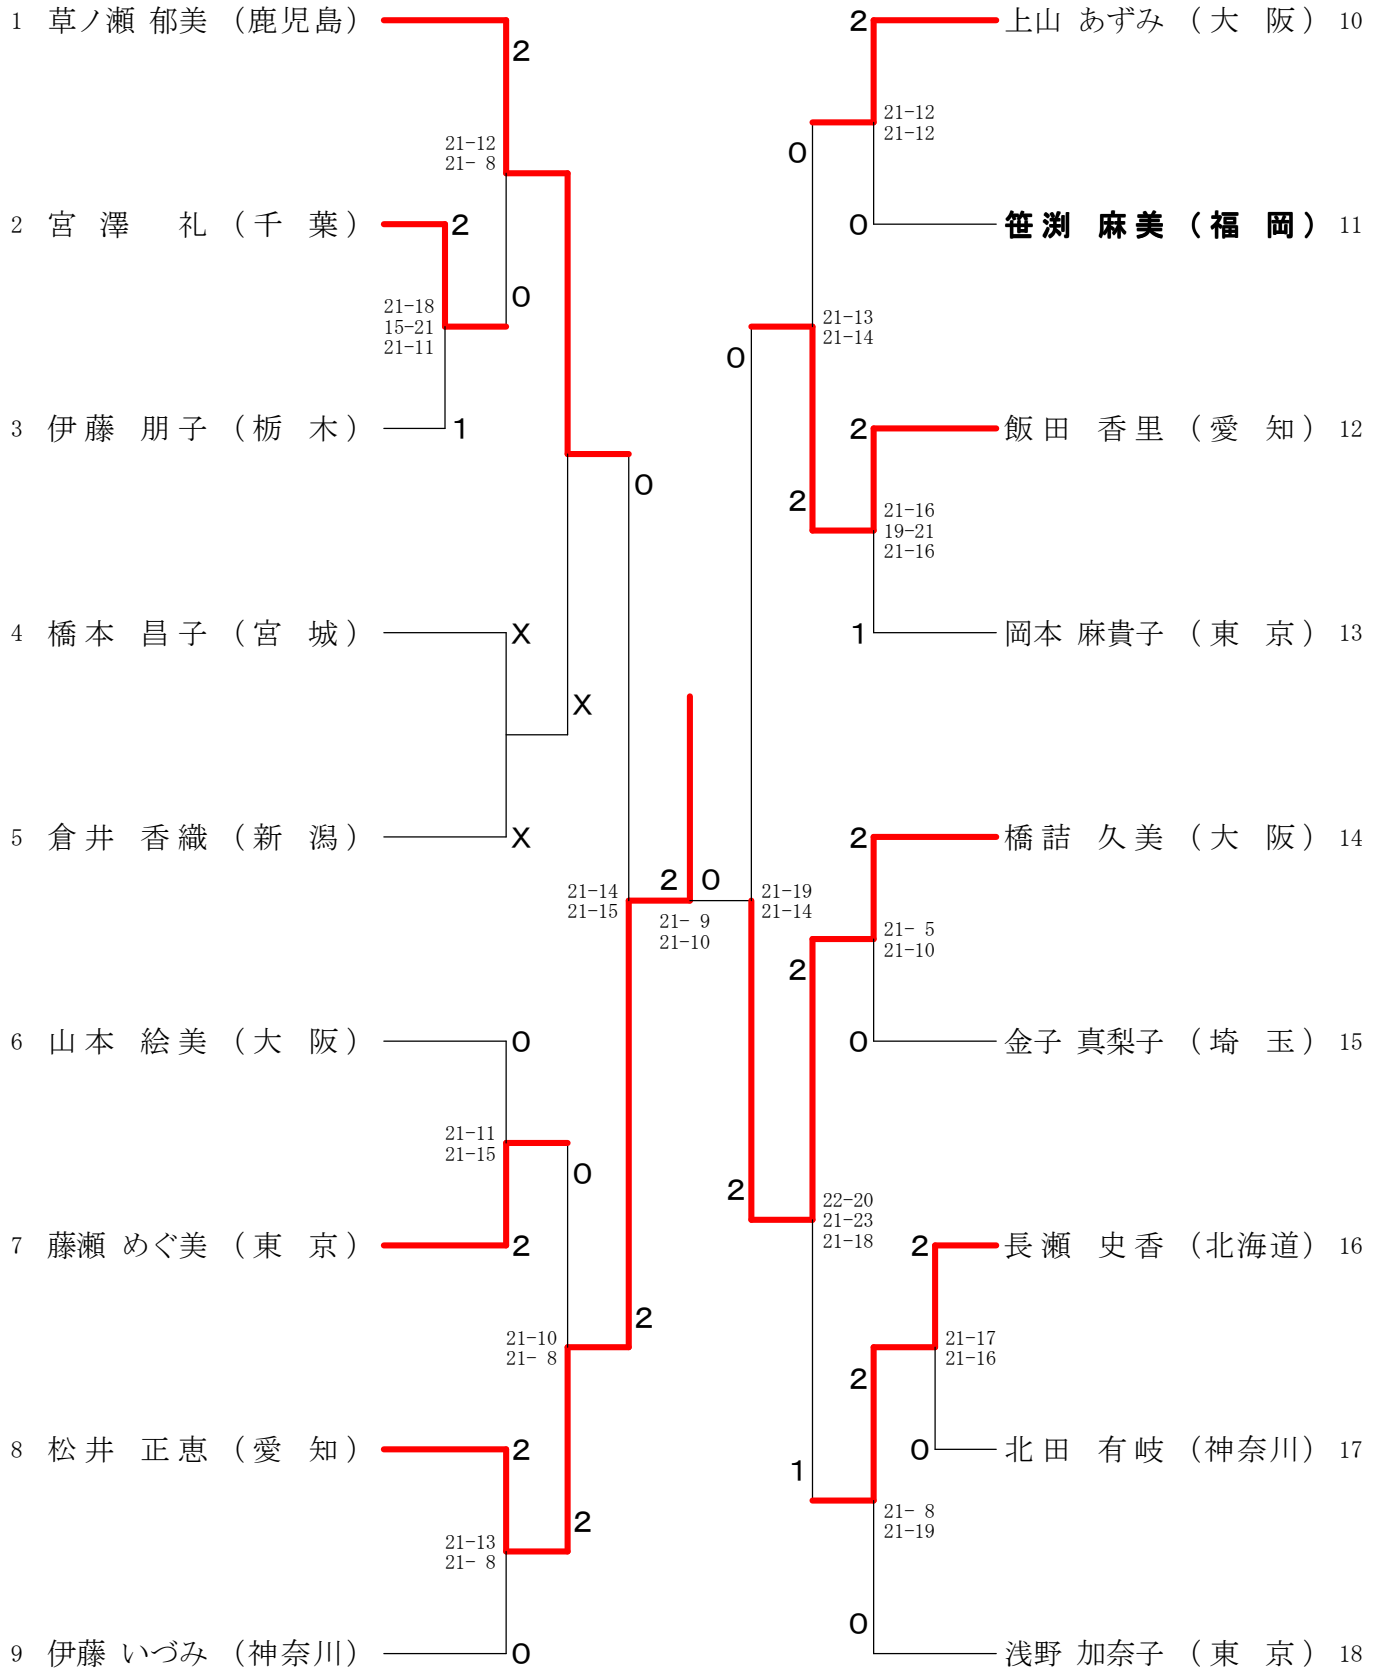 1 草ノ瀬 郁美 (鹿児島)
2
21-12
21- 8
2 宮 澤 礼 (千 葉)
2
0
21-18
15-21
21-11
3 伊 藤 朋 子 (栃 木)
1
0
4 橋 本 昌 子 (宮 城)
X
X
5 倉 井 香 織 (新 潟)
X
21-14
21-15
2 0
21- 9
21-10
6 山 本 絵 美 (大 阪)
0
21-11
21-15
0
7 藤瀬 めぐ美 (東 京)
2
2
21-10
21- 8
8 松 井 正 恵 (愛 知)
2
2
21-13
21- 8
9 伊藤 いづみ (神奈川)
0
2 上山 あずみ (大 阪) 10
21-12
21-12
0
0 笹 渕 麻 美 (福 岡) 11
21-13
21-14
0
2 飯 田 香 里 (愛 知) 12
2
21-16
19-21
21-16
1 岡本 麻貴子 (東 京) 13
2 橋 詰 久 美 (大 阪) 14
21-19
21-14
21- 5
21-10
2
0 金子 真梨子 (埼 玉) 15
2
22-20
21-23
21-18
2 長 瀬 史 香 (北海道) 16
21-17
21-16
2
0 北 田 有 岐 (神奈川) 17
1
21- 8
21-19
0
浅野 加奈子 (東 京) 18